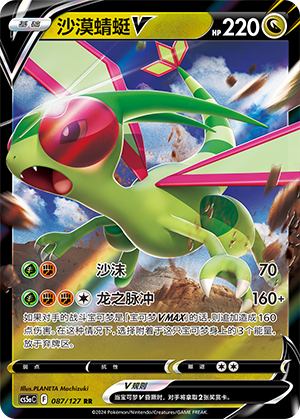 基础 沙漠蜻蜓V HP220
沙沫 70
龙之脉冲 160+
如果对手的战斗宝可梦是「宝可梦VMAX」的话,则追加造成160
点伤害。在这种情况下,选择附着于这只宝可梦身上的3个能量,
放于弃牌区。
弱点 抗性 撤退
Illus.PLANETA Mochizuki
V规则
cs5aC F 087/127 RR
当宝可梦V昏厥时,对手将拿取2张奖赏卡。
©2024 Pokémon/Nintendo/Creatures/GAME FREAK